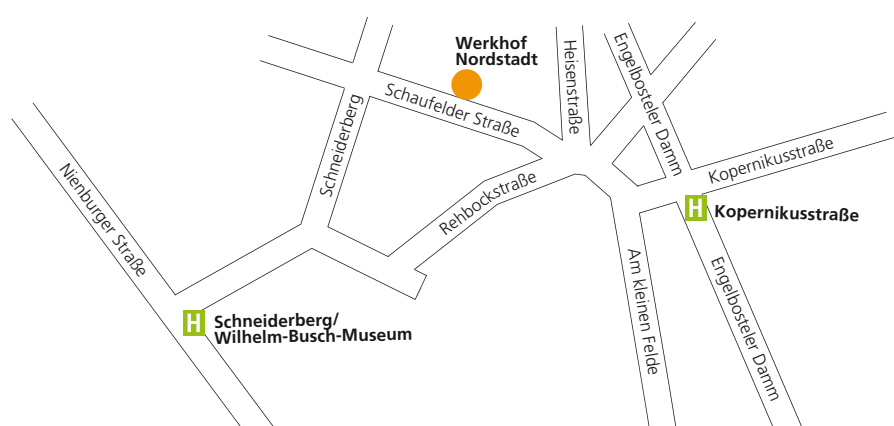 Werkhof
Nordstadt
Schaufelder Straße
Heisenstraße
Engelbosteler Damm
Schneiderberg
Kopernikusstraße
Nienburger Straße
Rehbockstraße
H
Kopernikusstraße
H
Schneiderberg/
Wilhelm-Busch-Museum
Am kleinen Felde
Engelbosteler Damm